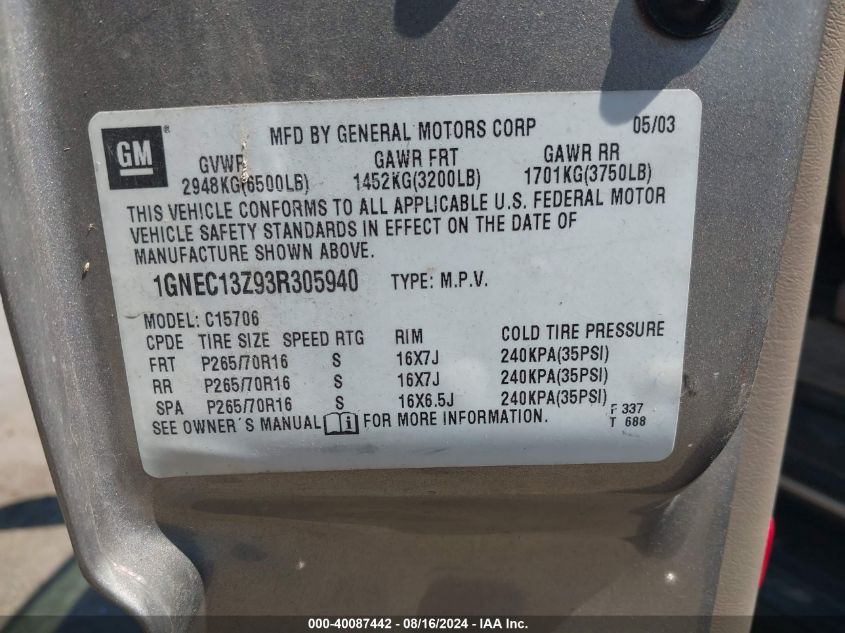 GM ® MFD BY GENERAL MOTORS CORP 05/03
GVWR GAWR FRT GAWR RR
2948KG(6500LB) 1452KG(3200LB) 1701KG(3750LB)
THIS VEHICLE CONFORMS TO ALL APPLICABLE U.S. FEDERAL MOTOR
VEHICLE SAFETY STANDARDS IN EFFECT ON THE DATE OF
MANUFACTURE SHOWN ABOVE.
1GNEC13Z93R305940 TYPE: M.P.V.
MODEL: C15706
CPDE TIRE SIZE SPEED RTG RIM COLD TIRE PRESSURE
FRT P265/70R16 S 16X7J 240KPA(35PSI)
RR P265/70R16 S 16X7J 240KPA(35PSI)
SPA P265/70R16 S 16X6.5J 240KPA(35PSI)
SEE OWNER'S MANUAL i FOR MORE INFORMATION.
F 337
T 688
000-40087442 - 08/16/2024 - IAA Inc.